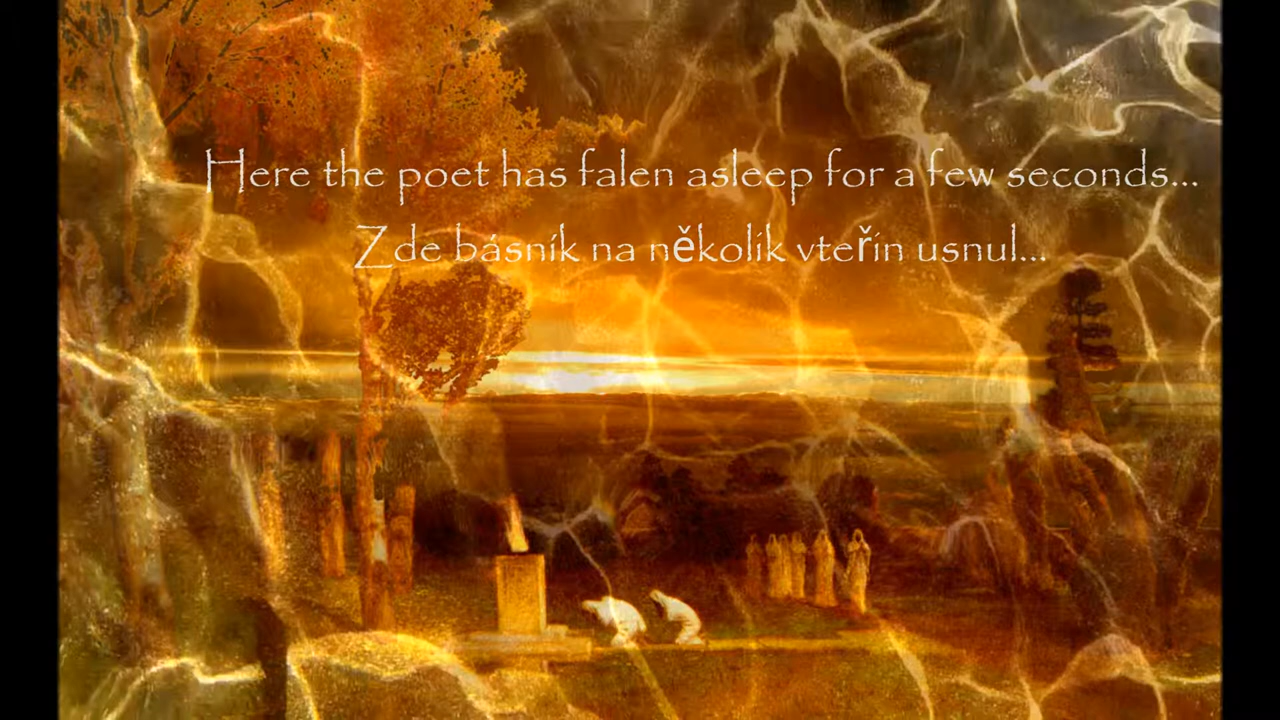 Here the poet has falen asleep for a few seconds...
Zde básník na několik vteřin usnul...